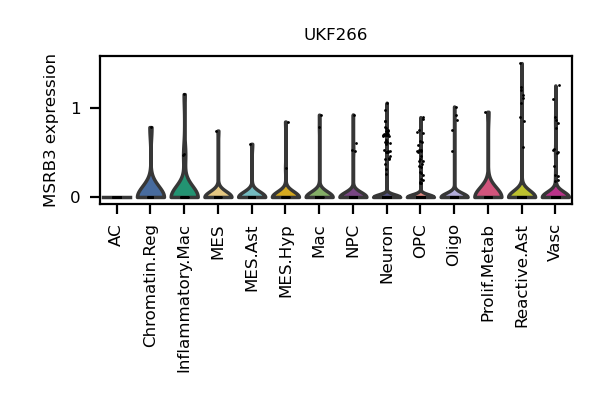 UKF266
MSRB3 expression
1
0
AC
Chromatin.Reg
Inflammatory.Mac
MES
MES.Ast
MES.Hyp
Mac
NPC
Neuron
OPC
Oligo
Prolif.Metab
Reactive.Ast
Vasc